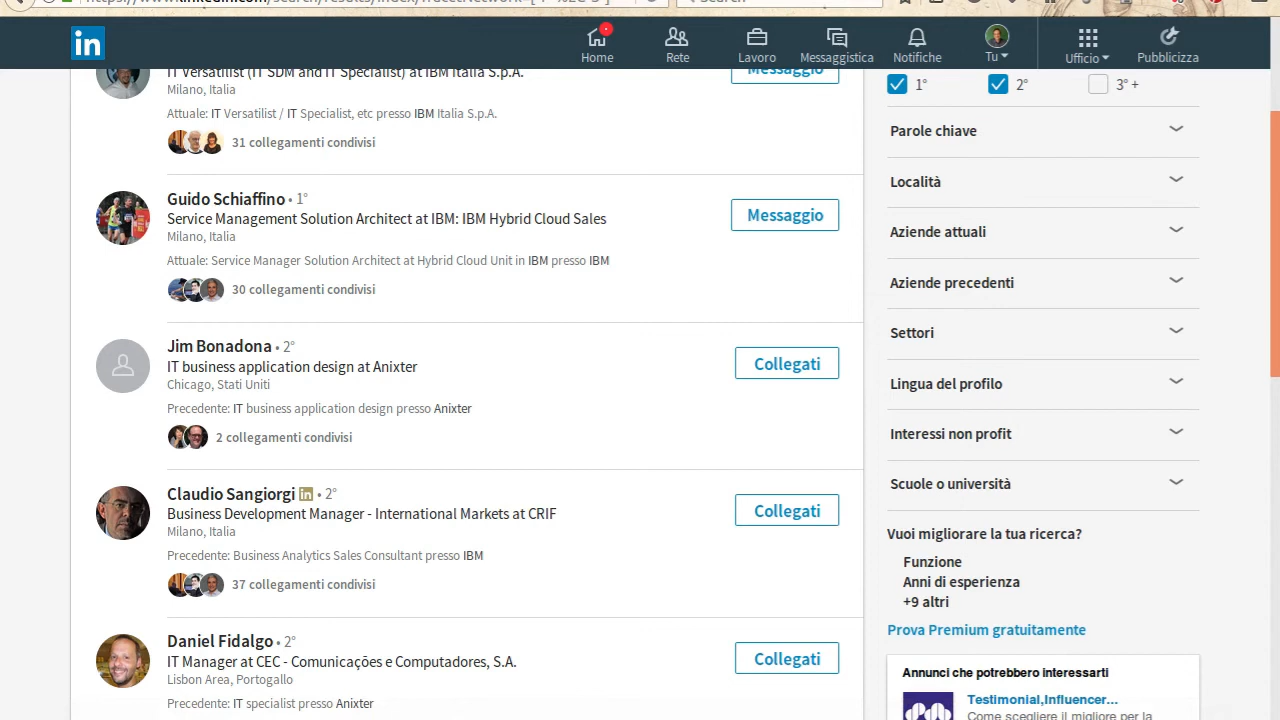 in
Home
Rete
Lavoro
Messaggistica
Notifiche
Tu
Ufficio
Pubblicizza
IT Versatilist (IT SDM and IT Specialist) at IBM Italia S.p.A.
Messaggio
Milano, Italia
Attuale: IT Versatilist / IT Specialist, etc presso IBM Italia S.p.A.
31 collegamenti condivisi
Guido Schiaffino • 1°
Service Management Solution Architect at IBM: IBM Hybrid Cloud Sales
Messaggio
Milano, Italia
Attuale: Service Manager Solution Architect at Hybrid Cloud Unit in IBM presso IBM
30 collegamenti condivisi
Jim Bonadona • 2°
IT business application design at Anixter
Collegati
Chicago, Stati Uniti
Precedente: IT business application design presso Anixter
2 collegamenti condivisi
Claudio Sangiorgi in • 2°
Business Development Manager - International Markets at CRIF
Collegati
Milano, Italia
Precedente: Business Analytics Sales Consultant presso IBM
37 collegamenti condivisi
Daniel Fidalgo • 2°
IT Manager at CEC - Comunicações e Computadores, S.A.
Collegati
Lisbon Area, Portogallo
Precedente: IT specialist presso Anixter
1°
2°
3° +
Parole chiave
Località
Aziende attuali
Aziende precedenti
Settori
Lingua del profilo
Interessi non profit
Scuole o università
Vuoi migliorare la tua ricerca?
Funzione
Anni di esperienza
+9 altri
Prova Premium gratuitamente
Annunci che potrebbero interessarti
Testimonial,Influencer...
Come scegliere il migliore per la